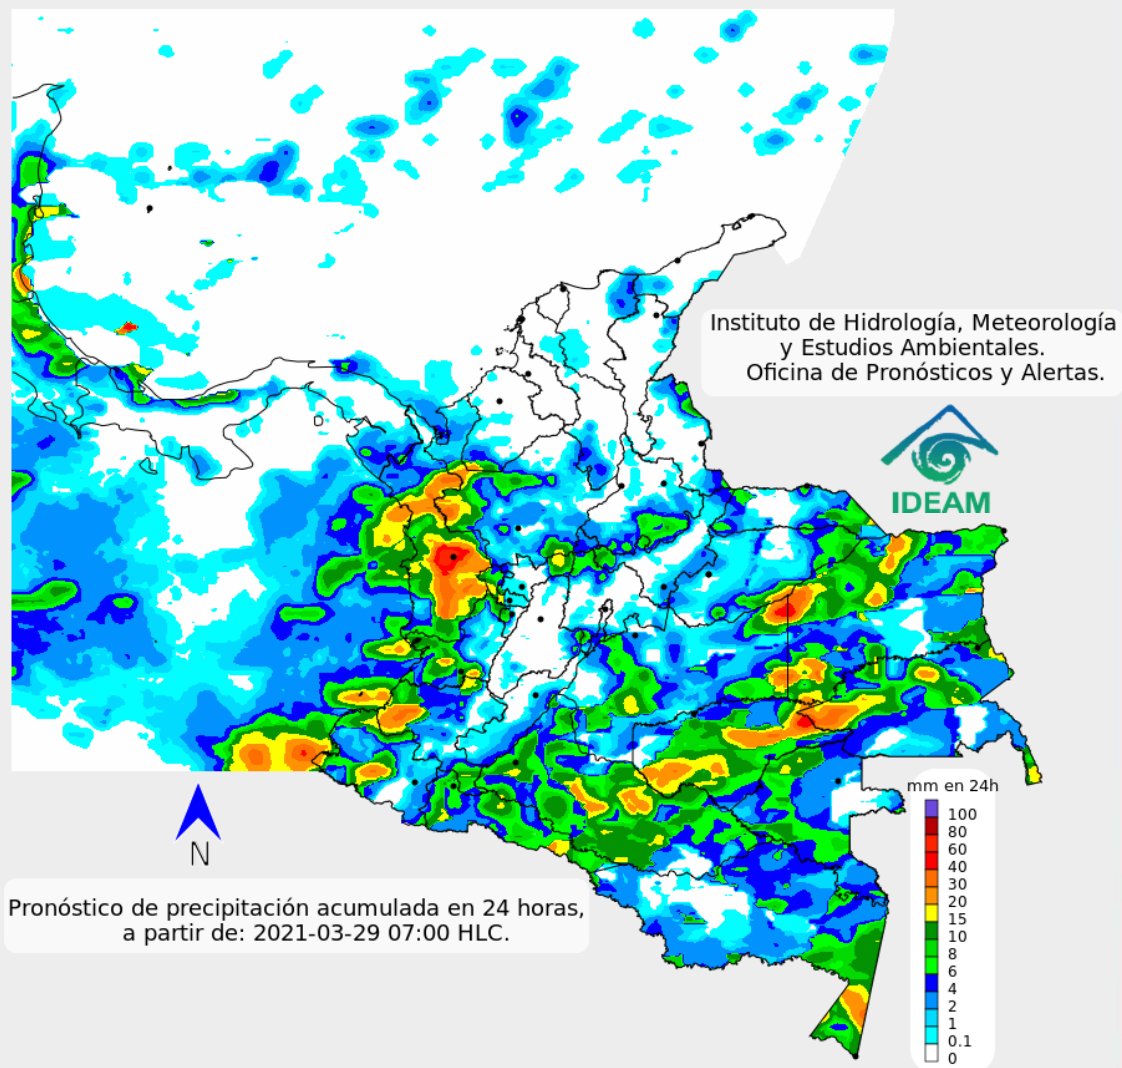 Instituto de Hidrología, Meteorología
y Estudios Ambientales.
Oficina de Pronósticos y Alertas.
IDEAM
N
Pronóstico de precipitación acumulada en 24 horas,
a partir de: 2021-03-29 07:00 HLC.
mm en 24h
100
80
60
40
30
20
15
10
8
6
4
2
1
0.1
0